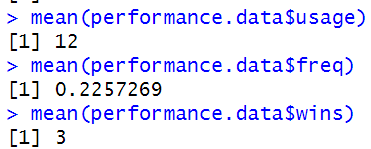 > mean(performance.data$usage)
[1] 12
> mean(performance.data$freq)
[1] 0.2257269
> mean(performance.data$wins)
[1] 3